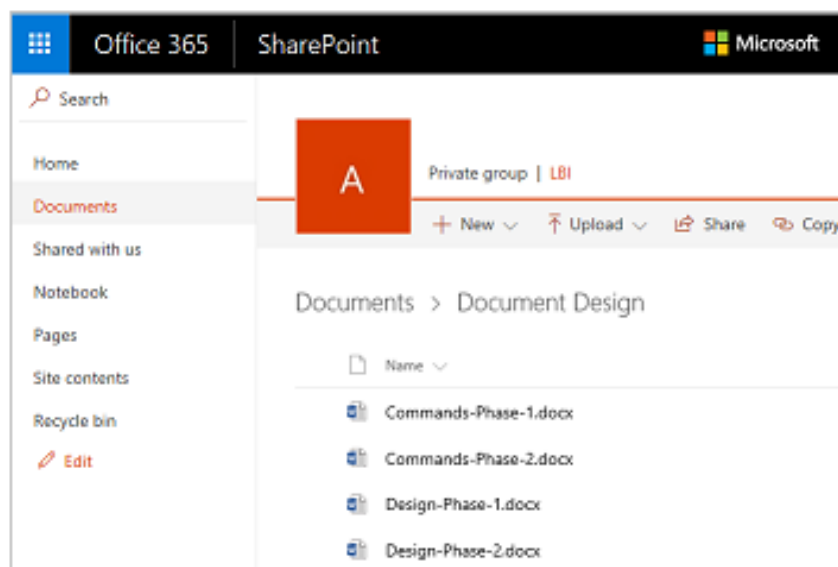 Office 365 SharePoint Microsoft
Search
Home
Documents
Shared with us
Notebook
Pages
Site contents
Recycle bin
Edit
A
Private group | LBI
New Upload Share Copy
Documents > Document Design
Name
Commands-Phase-1.docx
Commands-Phase-2.docx
Design-Phase-1.docx
Design-Phase-2.docx